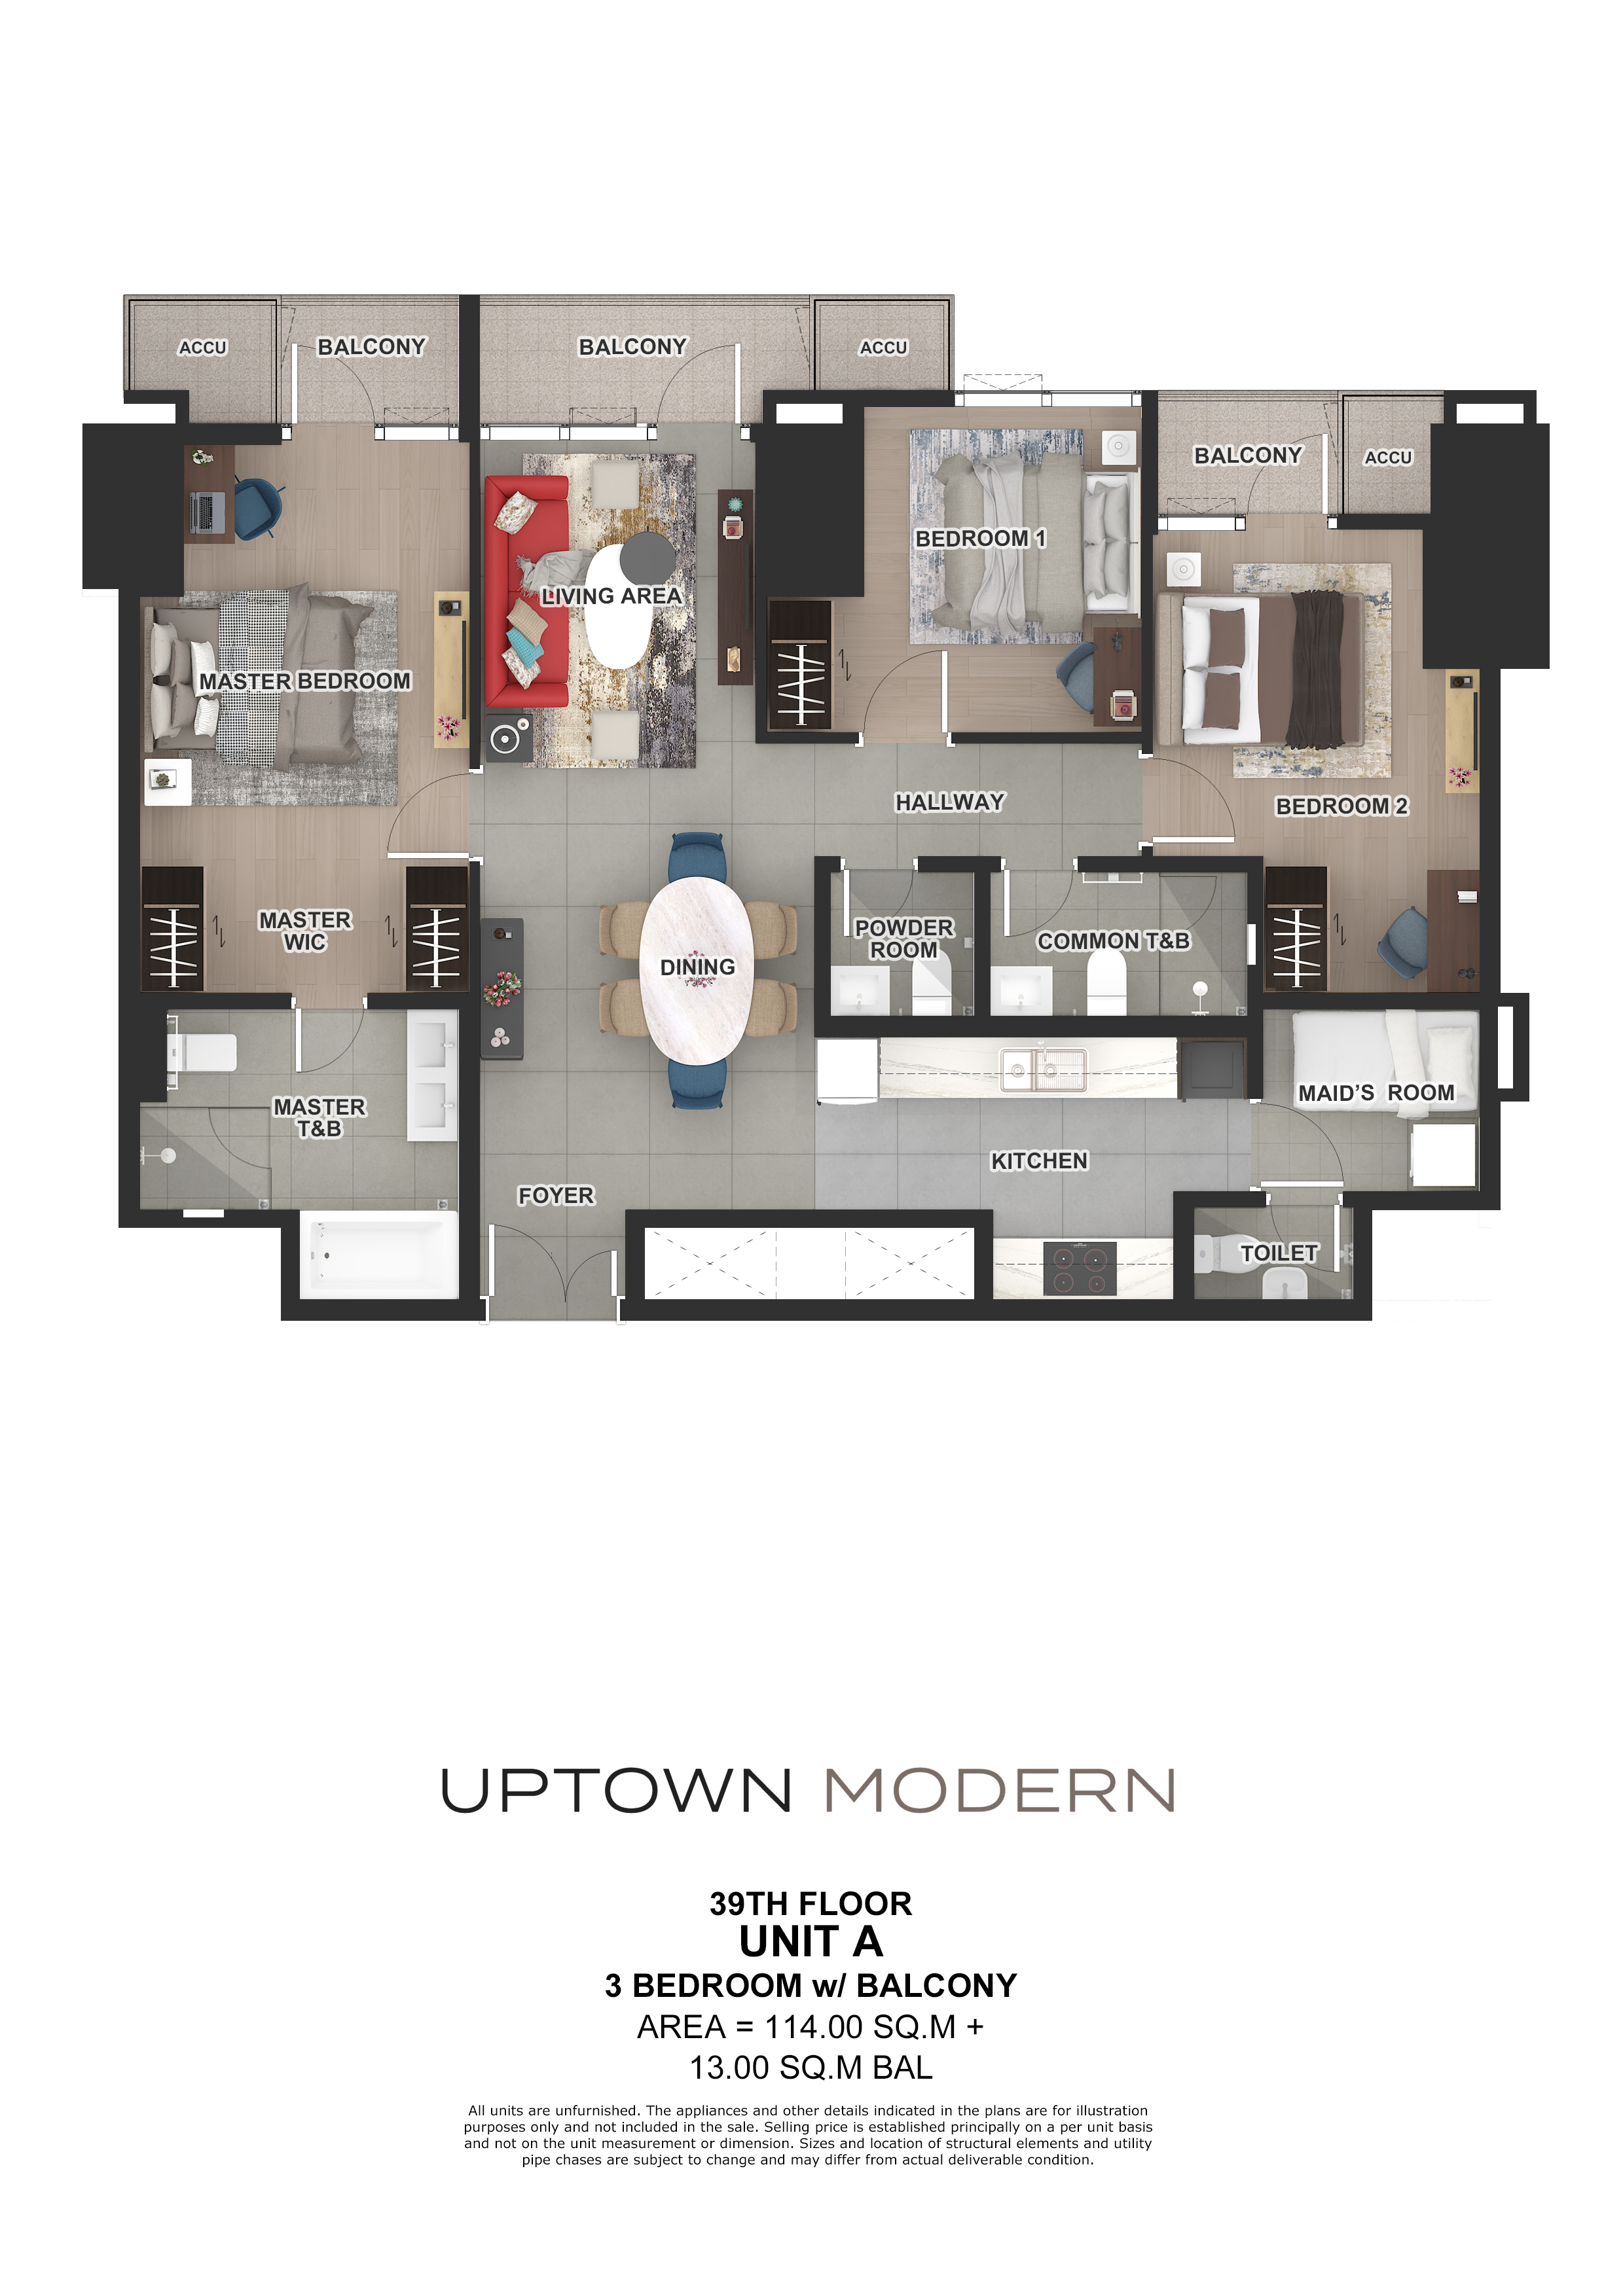 ACCU
BALCONY
BALCONY
ACCU
BALCONY
ACCU
BEDROOM 1
LIVING AREA
MASTER BEDROOM
HALLWAY
BEDROOM 2
MASTER
WIC
POWDER
ROOM
COMMON T&B
DINING
MASTER
T&B
MAID'S ROOM
KITCHEN
FOYER
TOILET
UPTOWN MODERN
39TH FLOOR
UNIT A
3 BEDROOM w/ BALCONY
AREA = 114.00 SQ.M +
13.00 SQ.M BAL
All units are unfurnished. The appliances and other details indicated in the plans are for illustration
purposes only and not included in the sale. Selling price is established principally on a per unit basis
and not on the unit measurement or dimension. Sizes and location of structural elements and utility
pipe chases are subject to change and may differ from actual deliverable condition.